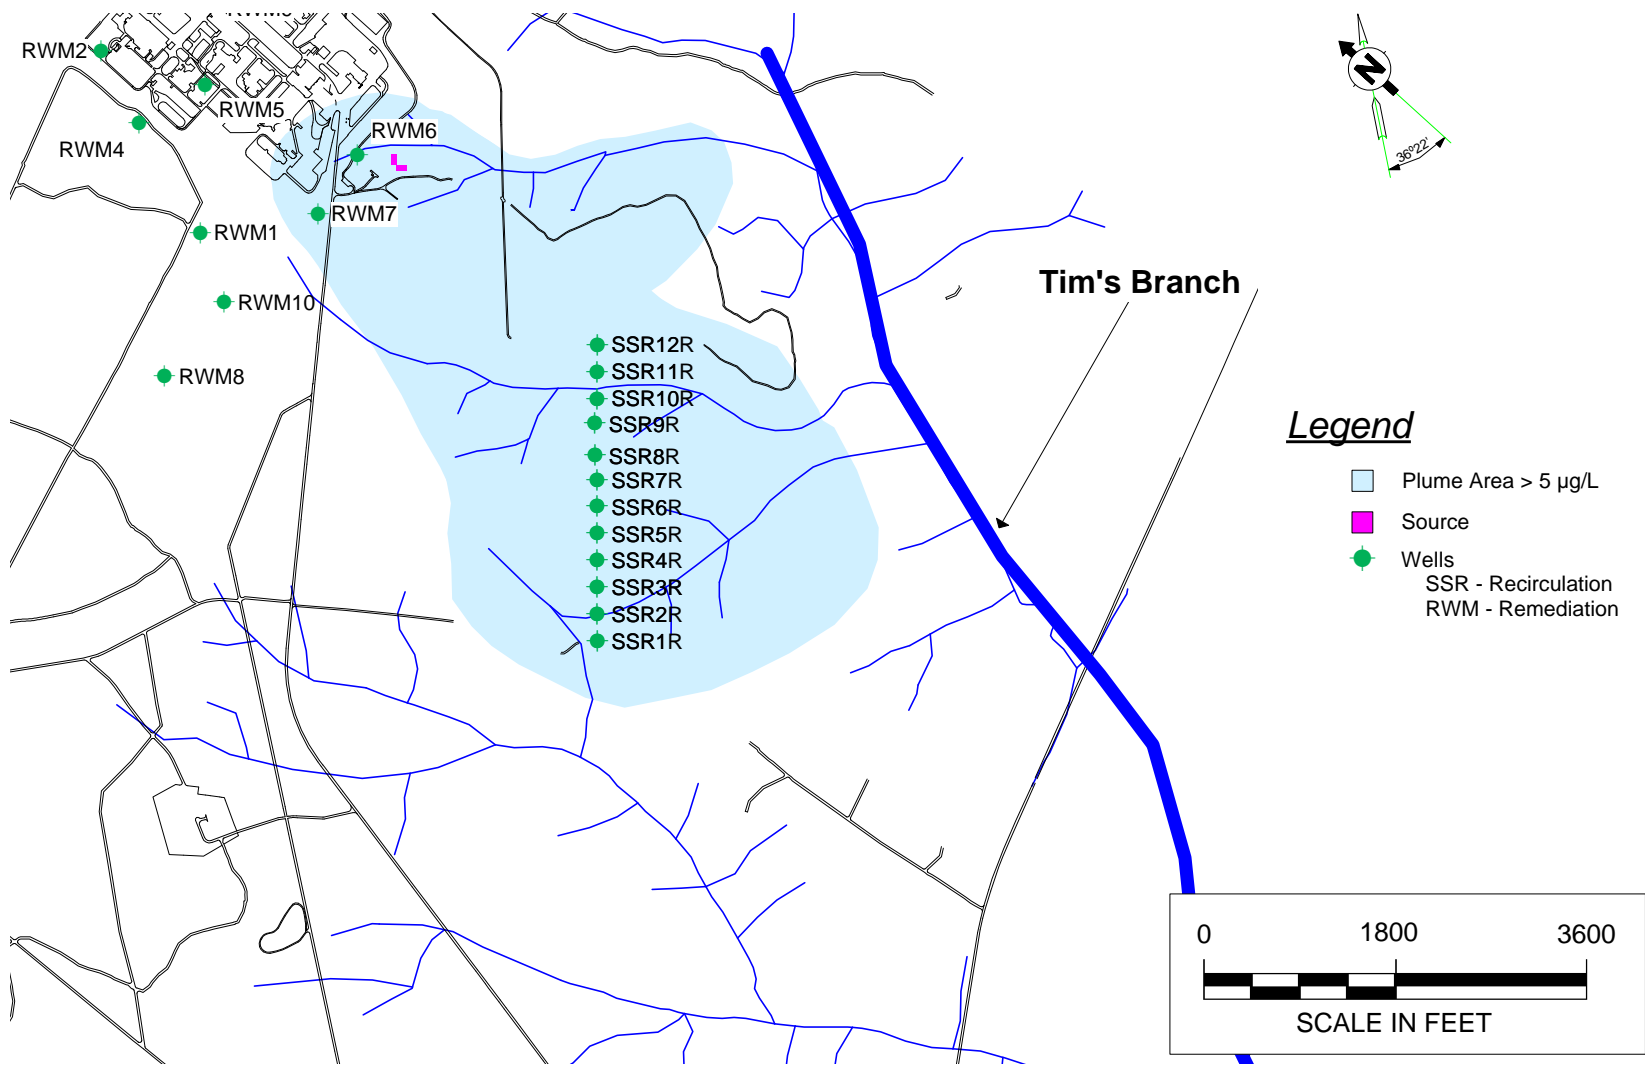 RWM2
RWM5
RWM4
RWM6
RWM7
RWM1
RWM10
RWM8
N
36°22'
Tim's Branch
SSR12R
SSR11R
SSR10R
SSR9R
SSR8R
SSR7R
SSR6R
SSR5R
SSR4R
SSR3R
SSR2R
SSR1R
Legend
Plume Area > 5 µg/L
Source
Wells
SSR - Recirculation
RWM - Remediation
0 1800 3600
SCALE IN FEET